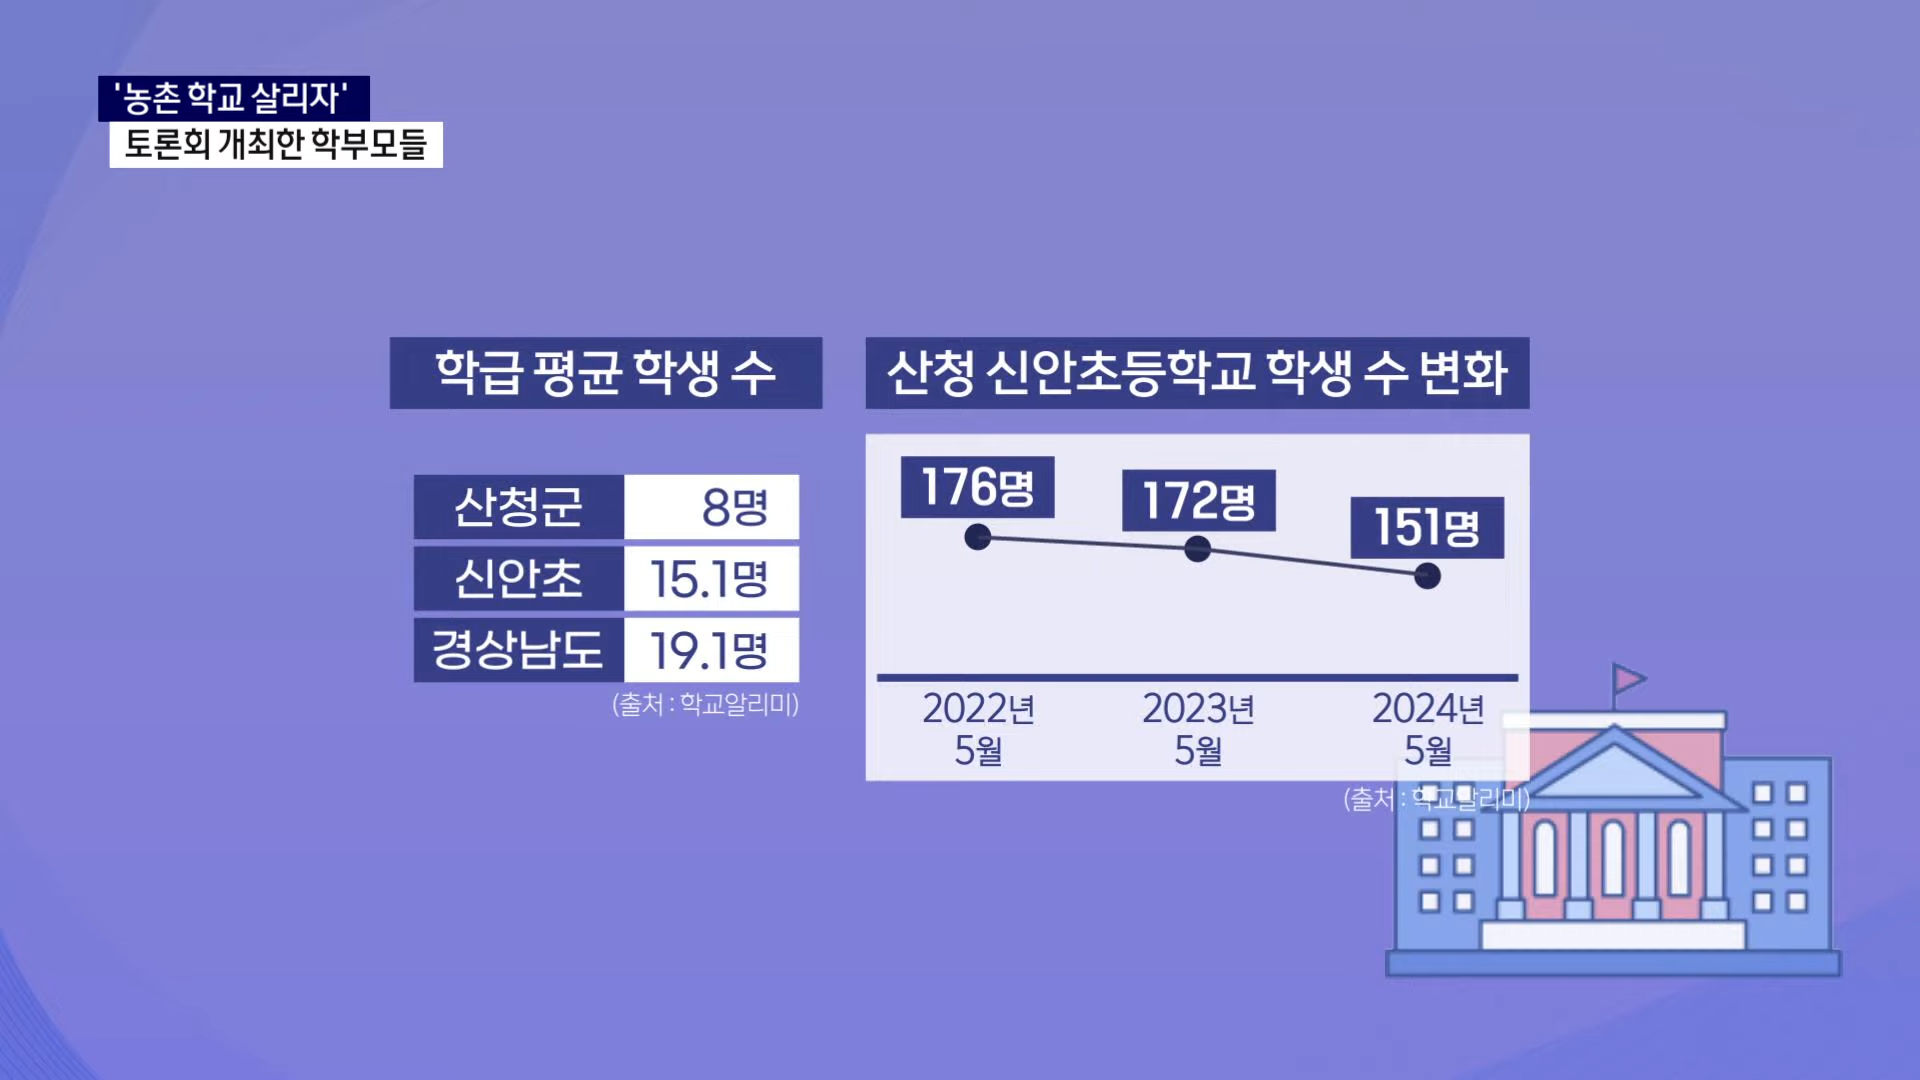 '농촌 학교 살리자'
토론회 개최한 학부모들
학급 평균 학생 수
산청군 8명
신안초 15.1명
경상남도 19.1명
(출처 : 학교알리미)
산청 신안초등학교 학생 수 변화
176명 172명 151명
2022년 2023년 2024년
5월 5월 5월
(출처 : 학교알리미)